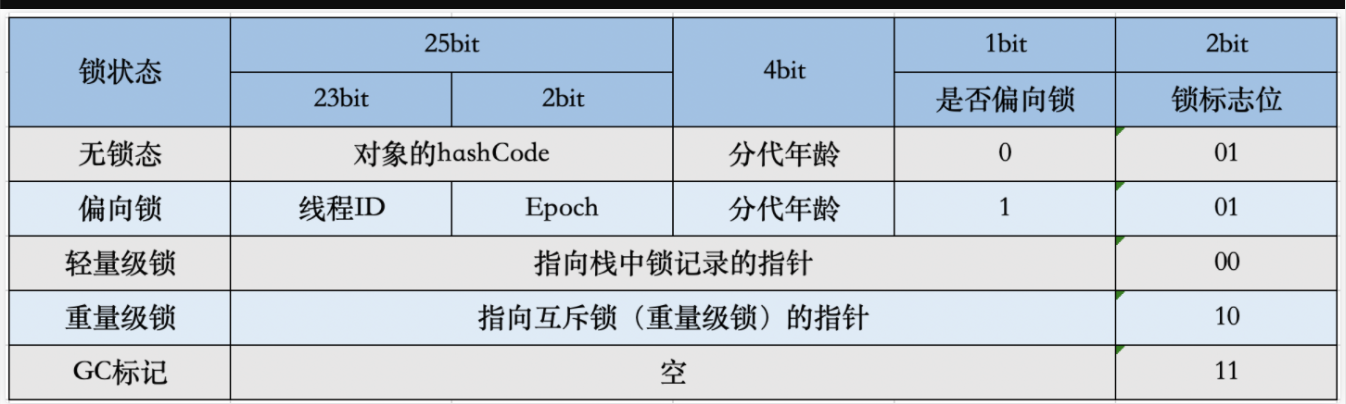 锁状态 25bit 4bit 1bit 2bit
23bit 2bit 是否偏向锁 锁标志位
无锁态 对象的hashCode 分代年龄 0 01
偏向锁 线程ID Epoch 分代年龄 1 01
轻量级锁 指向栈中锁记录的指针 00
重量级锁 指向互斥锁（重量级锁）的指针 10
GC标记 空 11